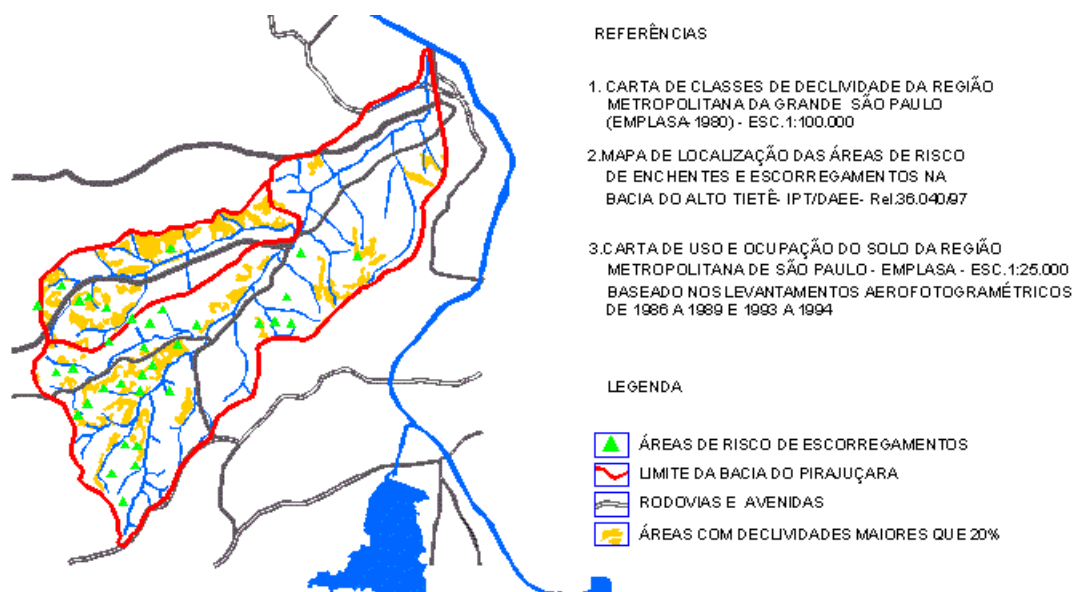 REFERÊNCIAS
1. CARTA DE CLASSES DE DECLIVIDADE DA REGIÃO
METROPOLITANA DA GRANDE SÃO PAULO
(EMPLASA-1980) - ESC.1:100.000
2.MAPA DE LOCALIZAÇÃO DAS ÁREAS DE RISCO
DE ENCHENTES E ESCORREGAMENTOS NA
BACIA DO ALTO TIETÊ- IPT/DAEE- Rel.36.040/97
3.CARTA DE USO E OCUPAÇÃO DO SOLO DA REGIÃO
METROPOLITANA DE SÃO PAULO - EMPLASA - ESC.1:25.000
BASEADO NOS LEVANTAMENTOS AEROFOTOGRAMÉTRICOS
DE 1986 A 1989 E 1993 A 1994
LEGENDA
ÁREAS DE RISCO DE ESCORREGAMENTOS
LIMITE DA BACIA DO PIRAJUÇARA
RODOVIAS E AVENIDAS
ÁREAS COM DECLIVIDADES MAIORES QUE 20%